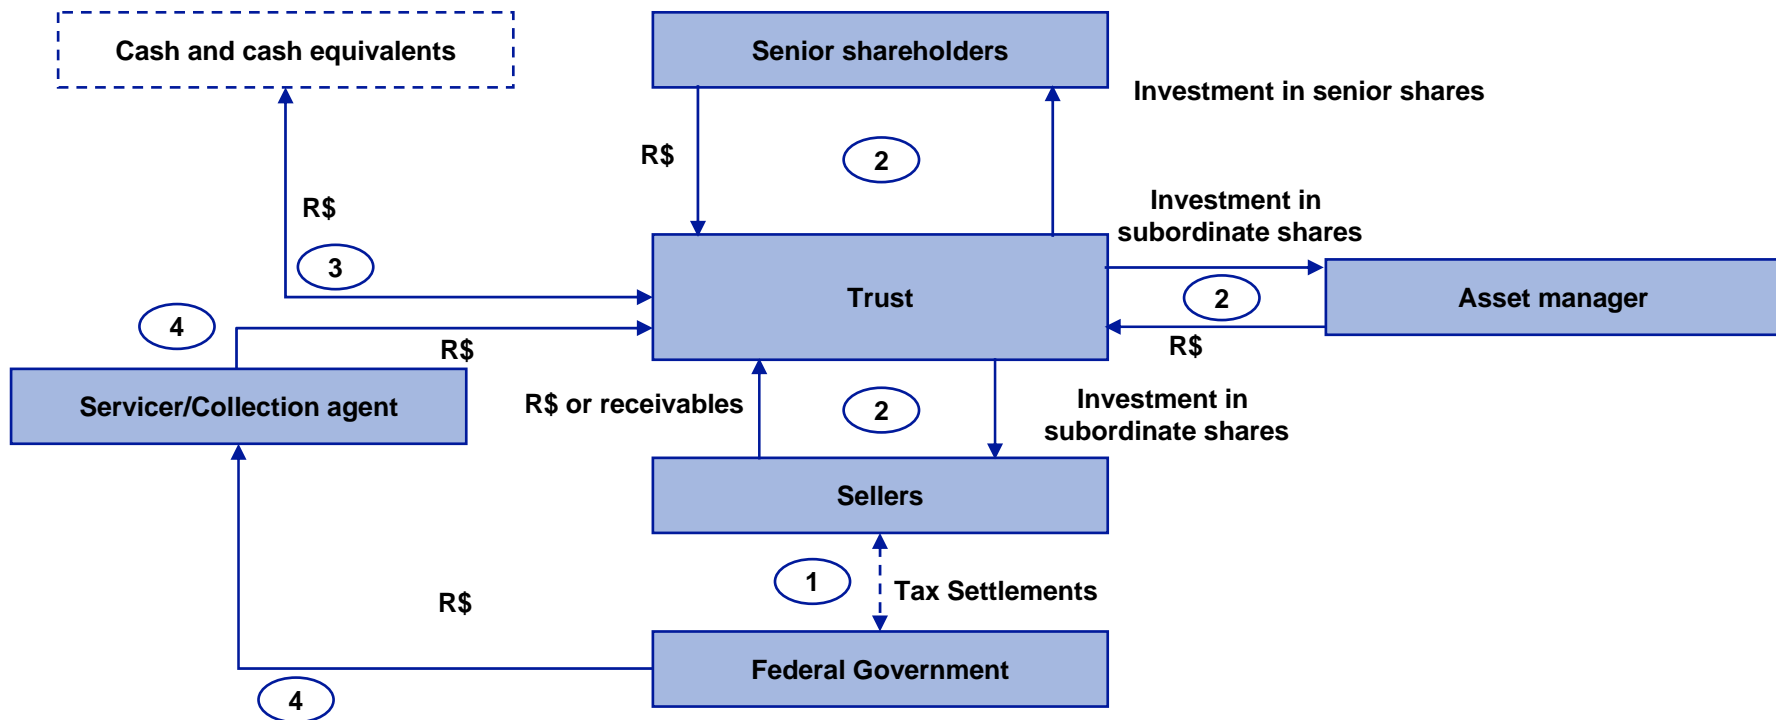 Cash and cash equivalents
Senior shareholders
Investment in senior shares
R$
2
R$
Investment in
subordinate shares
3
Trust
2
Asset manager
4
R$
R$
Servicer/Collection agent
R$ or receivables
2
Investment in
subordinate shares
Sellers
1
Tax Settlements
R$
Federal Government
4